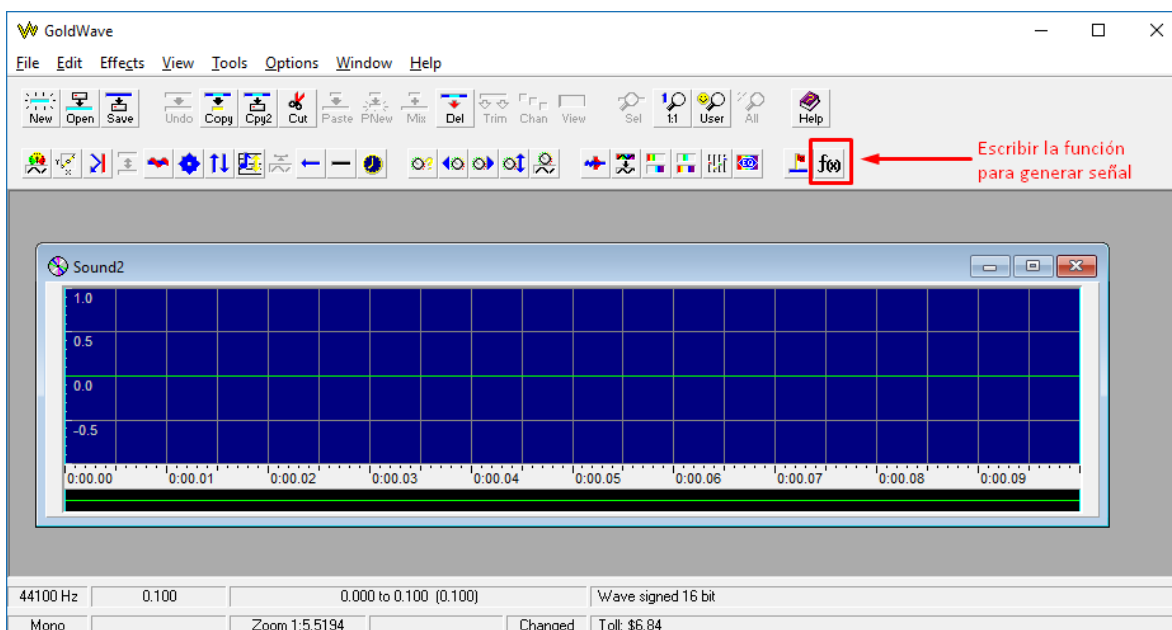 GoldWave
File Edit Effects View Tools Options Window Help
New Open Save Undo Copy Cpy2 Cut Paste PNew Mix Del Trim Chan View Sel 1:1 User All Help
f(x)
Escribir la función
para generar señal
Sound2
1.0
0.5
0.0
-0.5
0:00.00 0:00.01 0:00.02 0:00.03 0:00.04 0:00.05 0:00.06 0:00.07 0:00.08 0:00.09
44100 Hz 0.100 0.000 to 0.100 (0.100) Wave signed 16 bit
Mono Zoom 1:5.5194 Changed Toll: $6.84